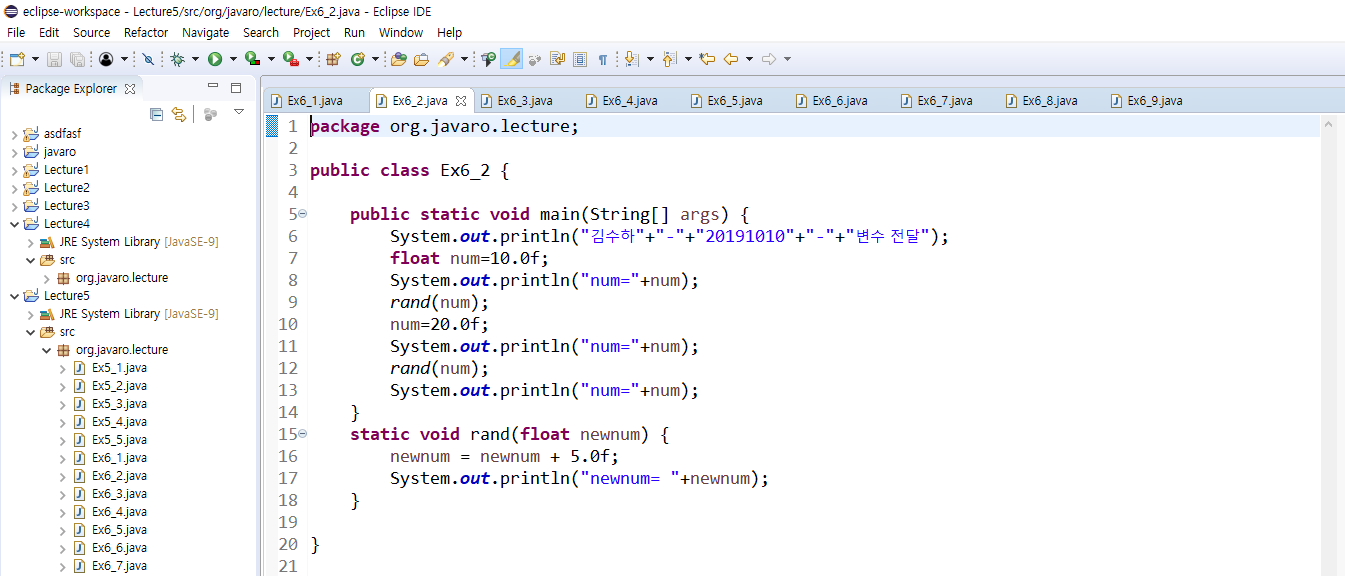 eclipse-workspace - Lecture5/src/org/javaro/lecture/Ex6_2.java - Eclipse IDE
File Edit Source Refactor Navigate Search Project Run Window Help
Package Explorer
asdfasf
javaro
Lecture1
Lecture2
Lecture3
Lecture4
JRE System Library [JavaSE-9]
src
org.javaro.lecture
Lecture5
JRE System Library [JavaSE-9]
src
org.javaro.lecture
Ex5_1.java
Ex5_2.java
Ex5_3.java
Ex5_4.java
Ex5_5.java
Ex6_1.java
Ex6_2.java
Ex6_3.java
Ex6_4.java
Ex6_5.java
Ex6_6.java
Ex6_7.java
Ex6_1.java Ex6_2.java Ex6_3.java Ex6_4.java Ex6_5.java Ex6_6.java Ex6_7.java Ex6_8.java Ex6_9.java
1 package org.javaro.lecture;
2
3 public class Ex6_2 {
4
5 public static void main(String[] args) {
6 System.out.println("김수하"+"-"+"20191010"+"-"+"변수 전달");
7 float num=10.0f;
8 System.out.println("num="+num);
9 rand(num);
10 num=20.0f;
11 System.out.println("num="+num);
12 rand(num);
13 System.out.println("num="+num);
14 }
15 static void rand(float newnum) {
16 newnum = newnum + 5.0f;
17 System.out.println("newnum= "+newnum);
18 }
19
20 }
21